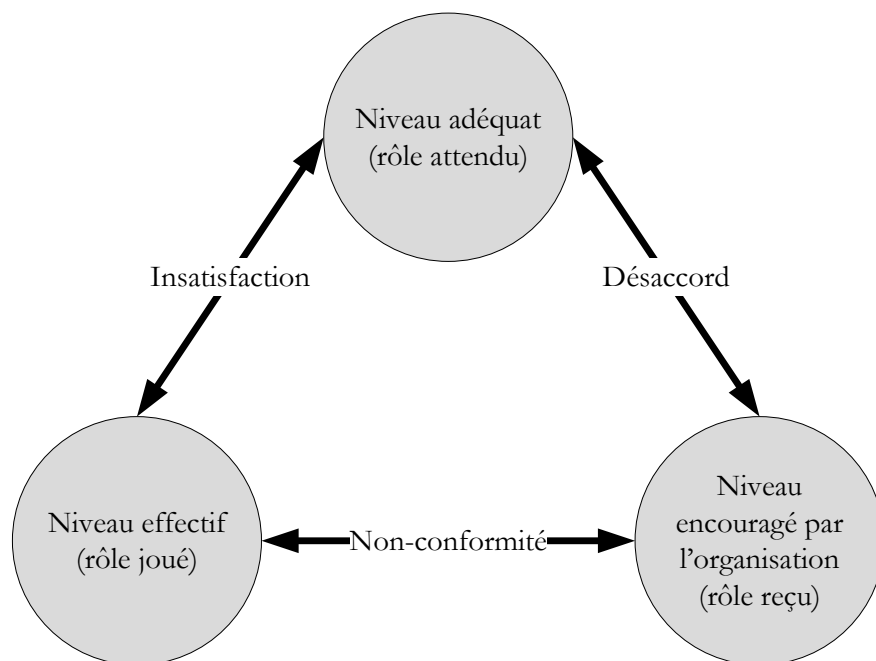 Niveau adéquat
(rôle attendu)
Insatisfaction
Désaccord
Niveau effectif
(rôle joué)
Non-conformité
Niveau
encouragé par
l'organisation
(rôle reçu)